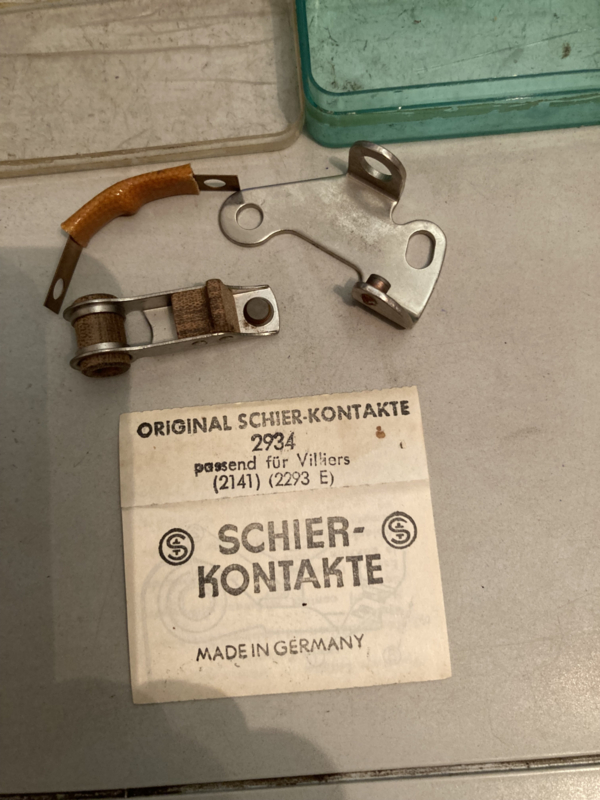 ORIGINAL SCHIER-KONTAKTE
2934
passend für Villiers
(2141) (2293 E)
SCHIER-
KONTAKTE
MADE IN GERMANY